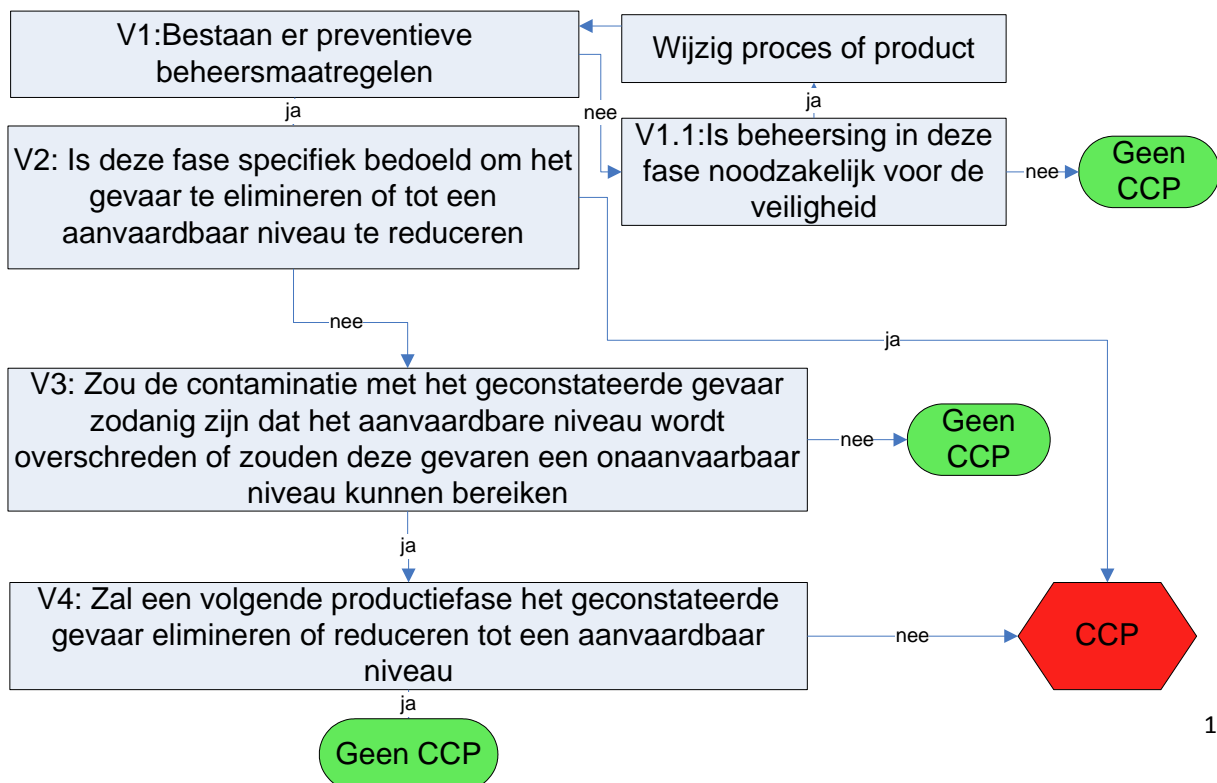 V1:Bestaan er preventieve
beheersmaatregelen
Wijzig proces of product
ja
nee
ja
V2: Is deze fase specifiek bedoeld om het
gevaar te elimineren of tot een
aanvaardbaar niveau te reduceren
V1.1:Is beheersing in deze
fase noodzakelijk voor de
veiligheid
nee
Geen
CCP
nee
ja
V3: Zou de contaminatie met het geconstateerde gevaar
zodanig zijn dat het aanvaardbare niveau wordt
overschreden of zouden deze gevaren een onaanvaarbaar
niveau kunnen bereiken
nee
Geen
CCP
ja
V4: Zal een volgende productiefase het geconstateerde
gevaar elimineren of reduceren tot een aanvaardbaar
niveau
nee
CCP
ja
Geen CCP
1